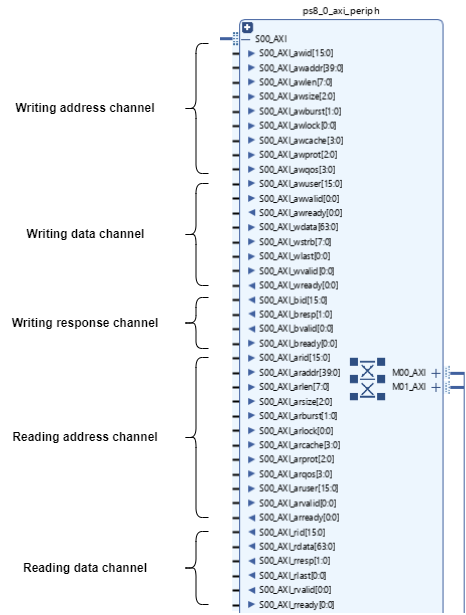 ps8_0_axi_periph
S00_AXI
S00_AXI_awid[15:0]
S00_AXI_awaddr[39:0]
S00_AXI_awlen[7:0]
S00_AXI_awsize[2:0]
S00_AXI_awburst[1:0]
Writing address channel
S00_AXI_awlock[0:0]
S00_AXI_awcache[3:0]
S00_AXI_awprot[2:0]
S00_AXI_awqos[3:0]
S00_AXI_awuser[15:0]
S00_AXI_awvalid[0:0]
S00_AXI_awready[0:0]
S00_AXI_wdata[63:0]
Writing data channel
S00_AXI_wstrb[7:0]
S00_AXI_wlast[0:0]
S00_AXI_wvalid[0:0]
S00_AXI_wready[0:0]
S00_AXI_bid[15:0]
S00_AXI_bresp[1:0]
Writing response channel
S00_AXI_bvalid[0:0]
S00_AXI_bready[0:0]
S00_AXI_arid[15:0]
S00_AXI_araddr[39:0]
M00_AXI
S00_AXI_arlen[7:0]
M01_AXI
S00_AXI_arsize[2:0]
S00_AXI_arburst[1:0]
S00_AXI_arlock[0:0]
Reading address channel
S00_AXI_arcache[3:0]
S00_AXI_arprot[2:0]
S00_AXI_arqos[3:0]
S00_AXI_aruser[15:0]
S00_AXI_arvalid[0:0]
S00_AXI_arready[0:0]
S00_AXI_rid[15:0]
S00_AXI_rdata[63:0]
S00_AXI_rresp[1:0]
Reading data channel
S00_AXI_rlast[0:0]
S00_AXI_rvalid[0:0]
S00_AXI_rready[0:0]